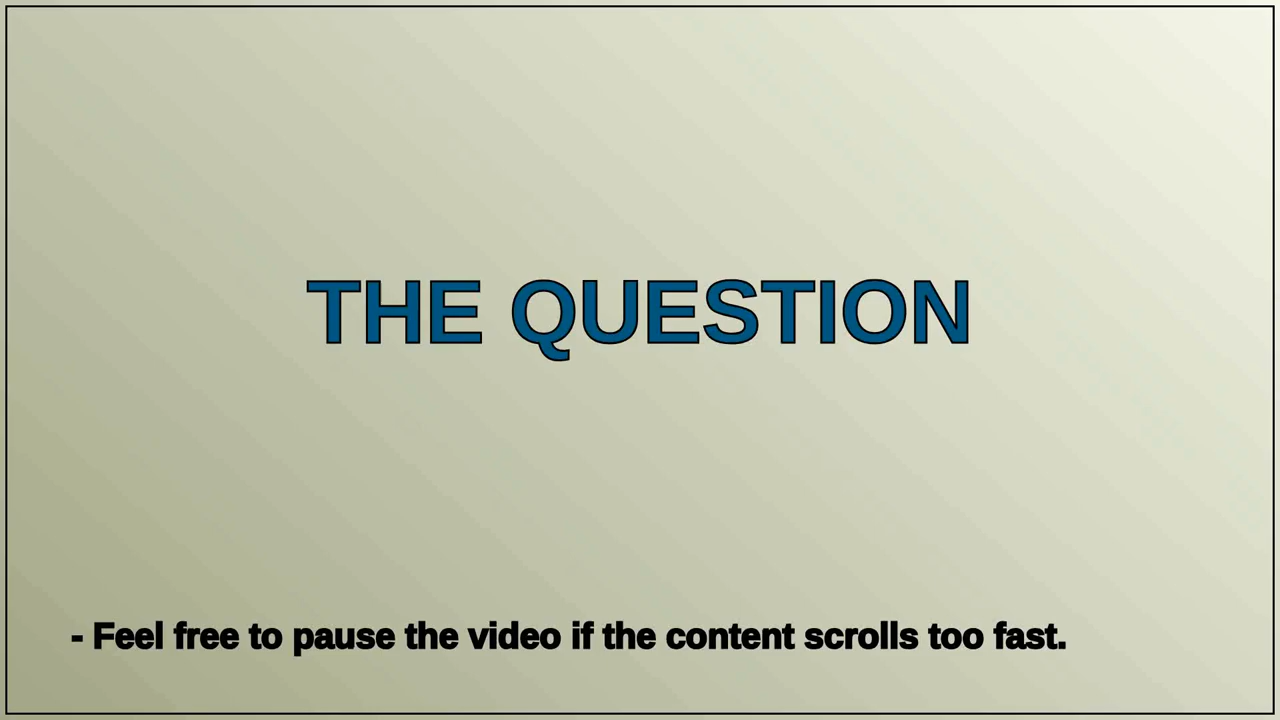 THE QUESTION
- Feel free to pause the video if the content scrolls too fast.